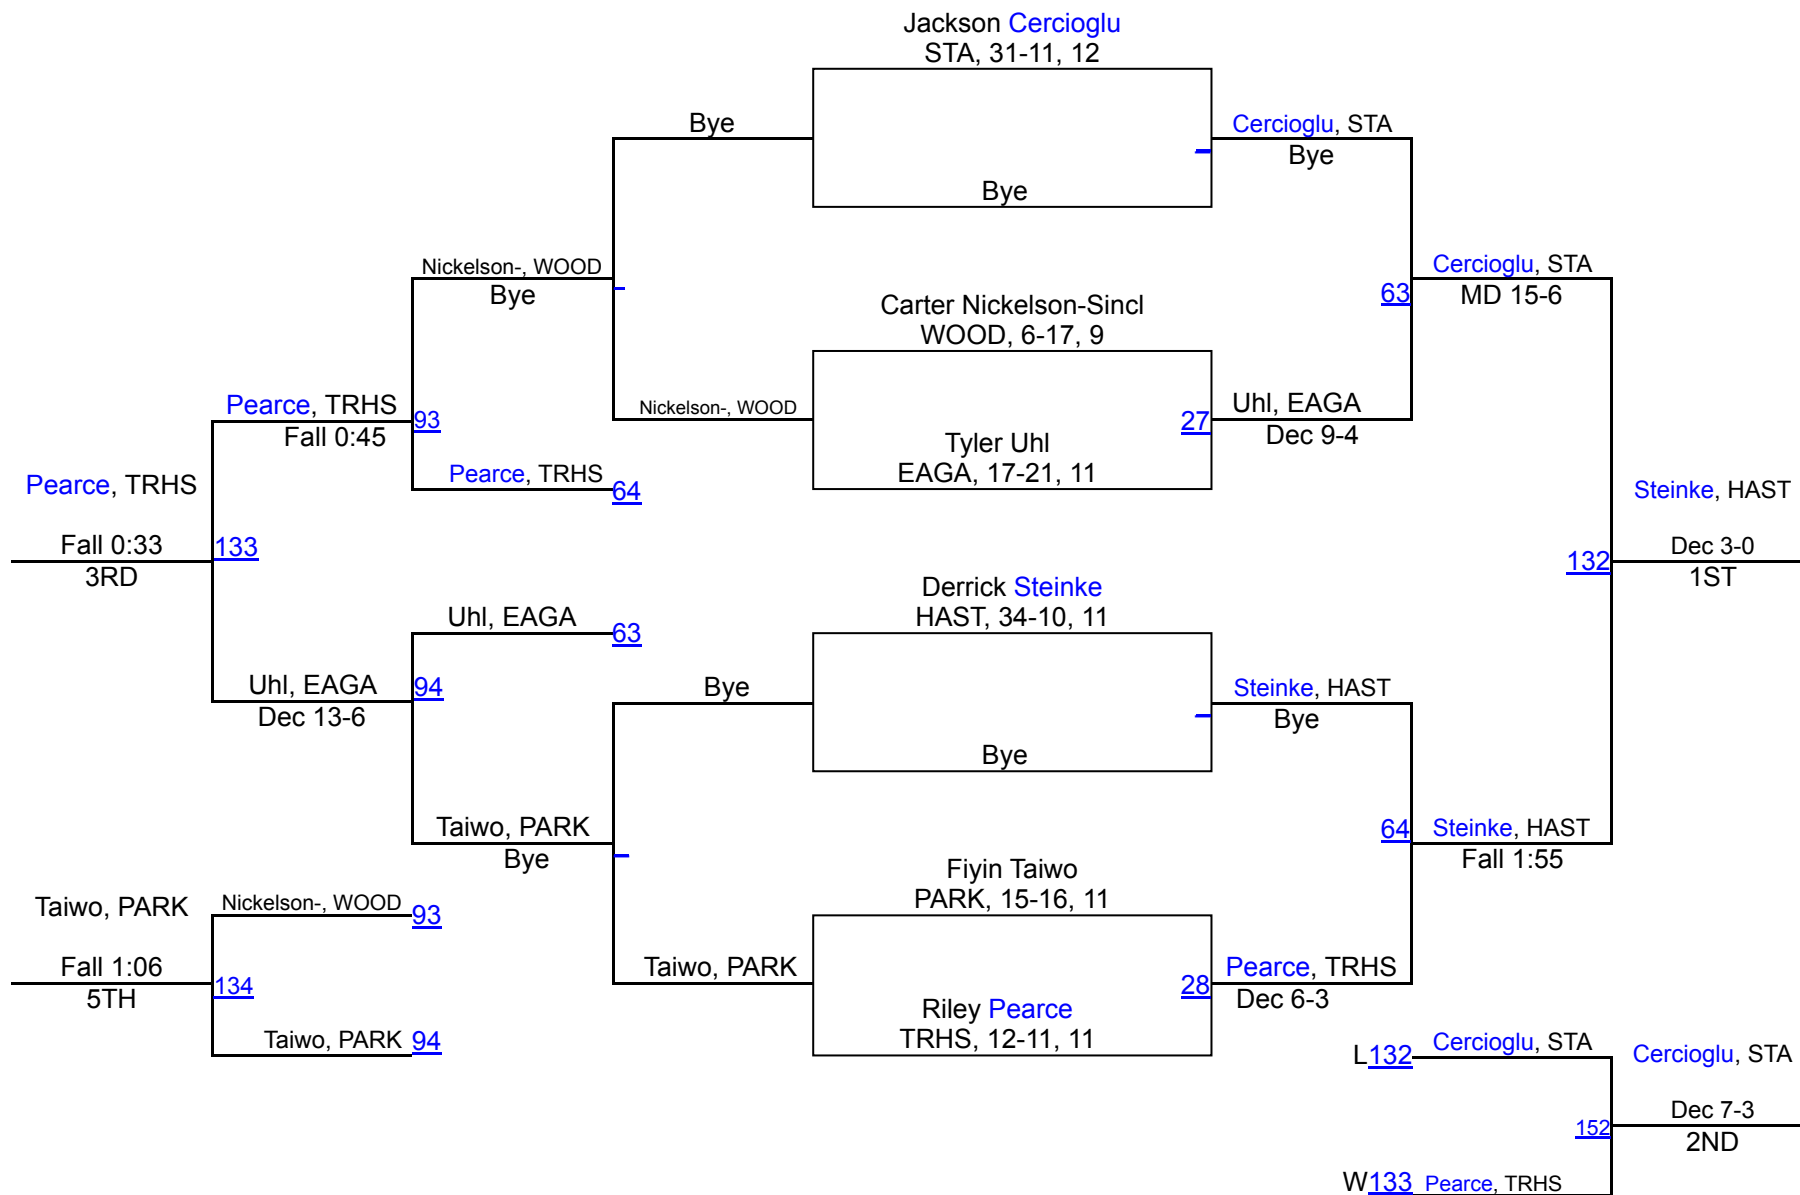 Jackson Cercioglu
STA, 31-11, 12
Bye
Cercioglu, STA
Bye
Bye
Nickelson-, WOOD
Bye
Cercioglu, STA
63
MD 15-6
Carter Nickelson-Sincl
WOOD, 6-17, 9
Pearce, TRHS
93
Fall 0:45
Nickelson-, WOOD
27
Uhl, EAGA
Dec 9-4
Tyler Uhl
EAGA, 17-21, 11
Pearce, TRHS
64
Pearce, TRHS
Steinke, HAST
Fall 0:33
133
3RD
132
Dec 3-0
1ST
Derrick Steinke
HAST, 34-10, 11
Uhl, EAGA
63
Uhl, EAGA
94
Dec 13-6
Bye
Steinke, HAST
Bye
Bye
Taiwo, PARK
Bye
64
Steinke, HAST
Fall 1:55
Fiyin Taiwo
PARK, 15-16, 11
Taiwo, PARK
Nickelson-, WOOD
93
Fall 1:06
134
5TH
Taiwo, PARK
28
Pearce, TRHS
Dec 6-3
Riley Pearce
TRHS, 12-11, 11
Taiwo, PARK
94
L132
Cercioglu, STA
Cercioglu, STA
152
Dec 7-3
2ND
W133
Pearce, TRHS